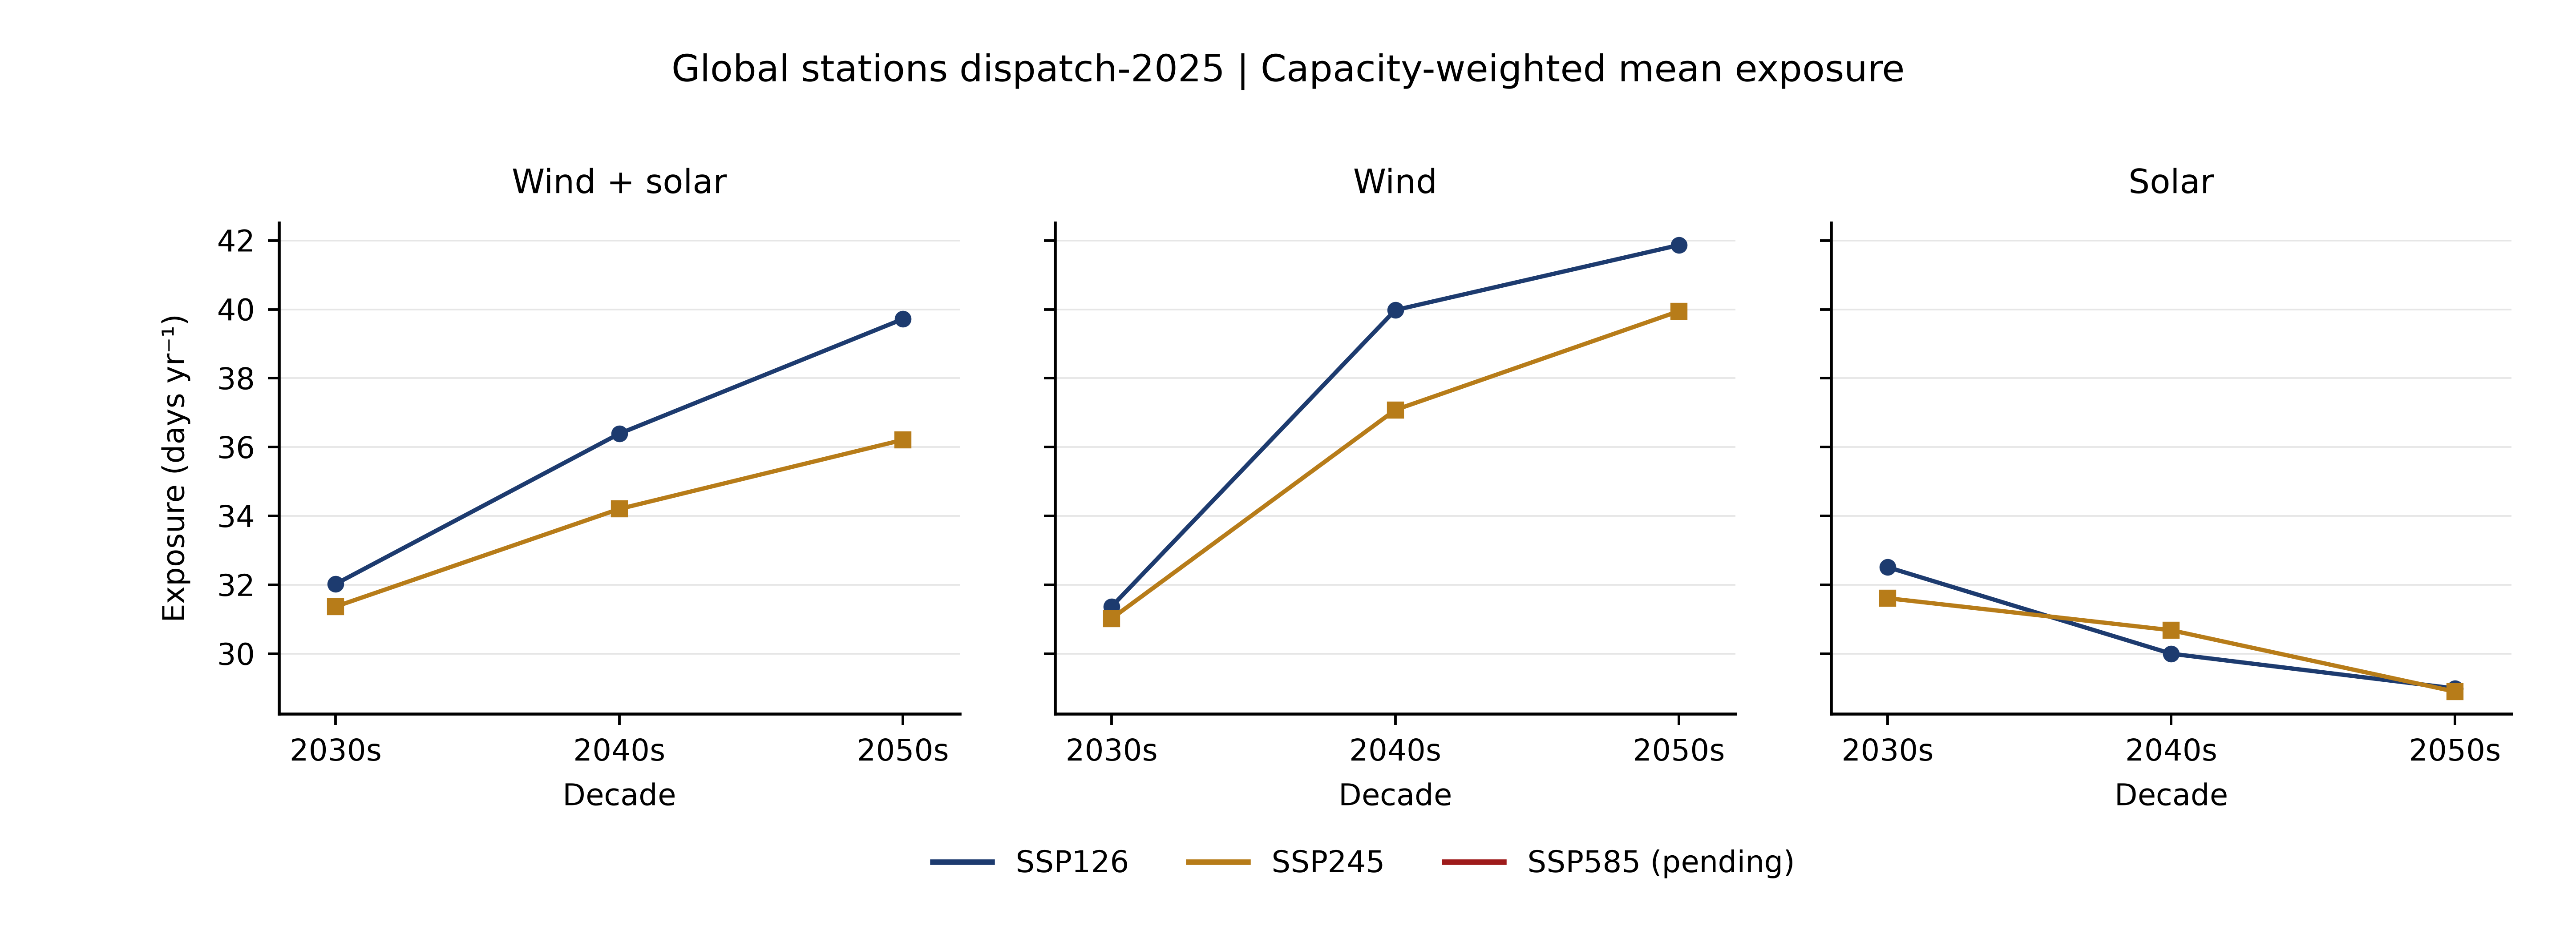 Global stations dispatch-2025 | Capacity-weighted mean exposure
Wind + solar
Wind
Solar
Exposure (days yr⁻¹)
42
40
38
36
34
32
30
2030s 2040s 2050s
Decade
2030s 2040s 2050s
Decade
2030s 2040s 2050s
Decade
SSP126 SSP245 SSP585 (pending)